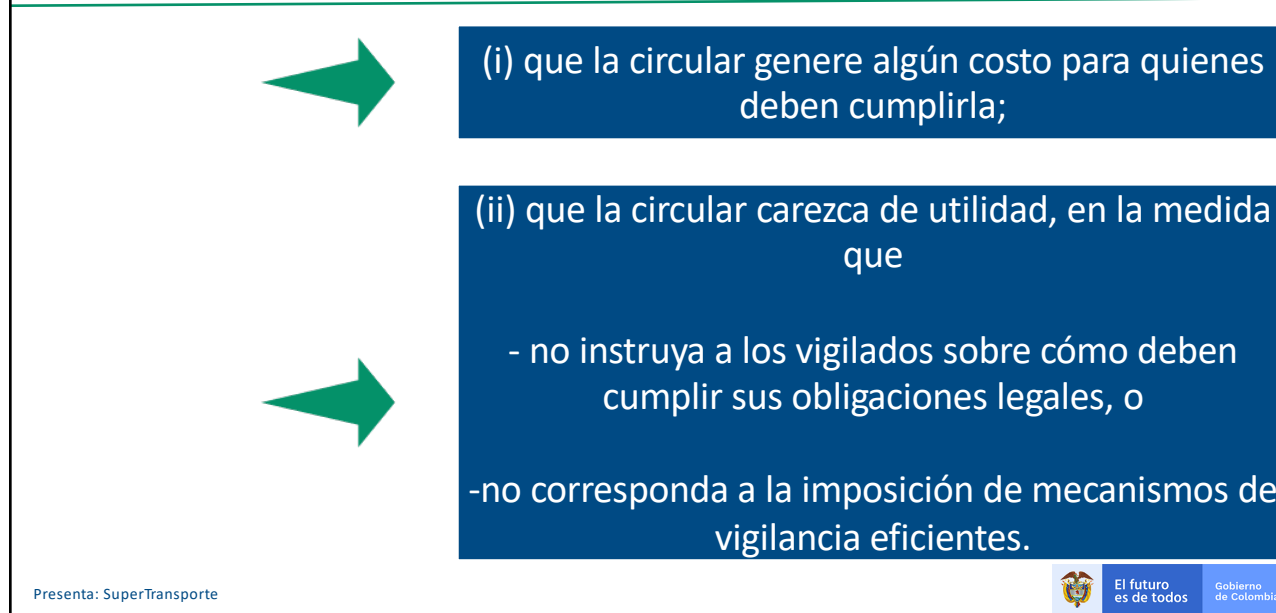 (i) que la circular genere algún costo para quienes
deben cumplirla;
(ii) que la circular carezca de utilidad, en la medida
que
- no instruya a los vigilados sobre cómo deben
cumplir sus obligaciones legales, o
-no corresponda a la imposición de mecanismos de
vigilancia eficientes.
Presenta: SuperTransporte
El futuro
es de todos
Gobierno
de Colombia